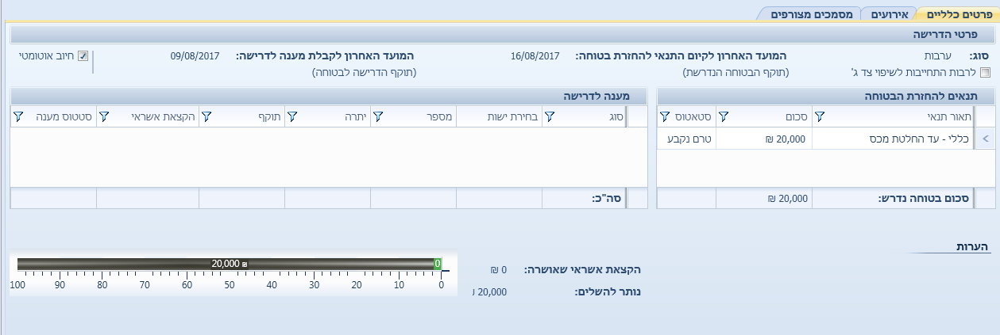 פרטים כלליים אירועים מסמכים מצורפים
פרטי הדרישה
סוג: ערבות המועד האחרון לקיום התנאי להחזרת בטוחה: 16/08/2017 המועד האחרון לקבלת מענה לדרישה: 09/08/2017 חיוב אוטומטי
לרבות התחייבות לשיפוי צד ג' (תוקף הבטוחה הנדרשת) (תוקף הדרישה לבטוחה)
תנאים להחזרת הבטוחה מענה לדרישה
תאור תנאי סכום סטאטוס סוג בחירת ישות מספר יתרה תוקף הקצאת אשראי סטטוס מענה
כללי - עד החלטת מכס 20,000 ₪ טרם נקבע
סכום בטוחה נדרש: 20,000 ₪ סה"כ:
הערות
הקצאת אשראי שאושרה: 0 ₪
נותר להשלים: 20,000
0 20,000 ₪
0 10 20 30 40 50 60 70 80 90 100